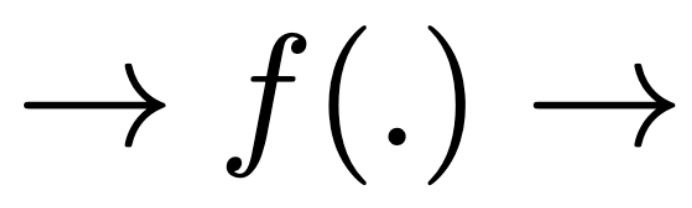 → f(.) →